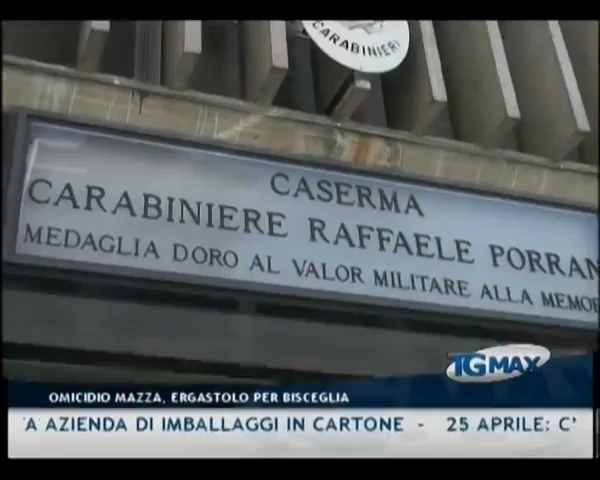 CARABINIERI
CASERMA
CARABINIERE RAFFAELE PORRAN
MEDAGLIA DORO AL VALOR MILITARE ALLA MEMOR
TGMAX
OMICIDIO MAZZA, ERGASTOLO PER BISCEGLIA
'A AZIENDA DI IMBALLAGGI IN CARTONE - 25 APRILE: C'